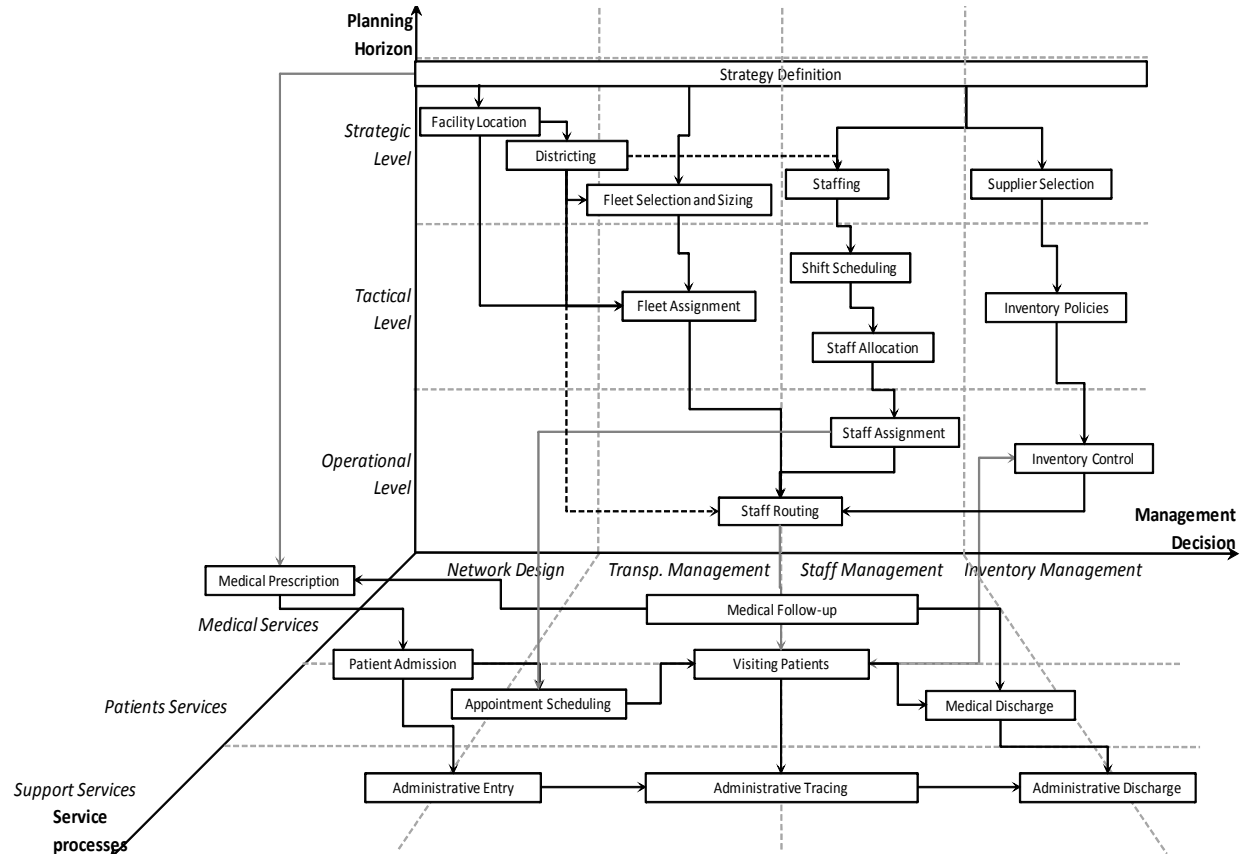 Planning
Horizon
Strategy Definition
Facility Location
Strategic
Level
Districting
Staffing
Supplier Selection
Fleet Selection and Sizing
Shift Scheduling
Tactical
Level
Fleet Assignment
Inventory Policies
Staff Allocation
Staff Assignment
Operational
Level
Inventory Control
Staff Routing
Management
Decision
Network Design
Transp. Management
Staff Management
Inventory Management
Medical Prescription
Medical Follow-up
Medical Services
Patient Admission
Visiting Patients
Appointment Scheduling
Medical Discharge
Patients Services
Administrative Entry
Administrative Tracing
Administrative Discharge
Support Services
Service
processes